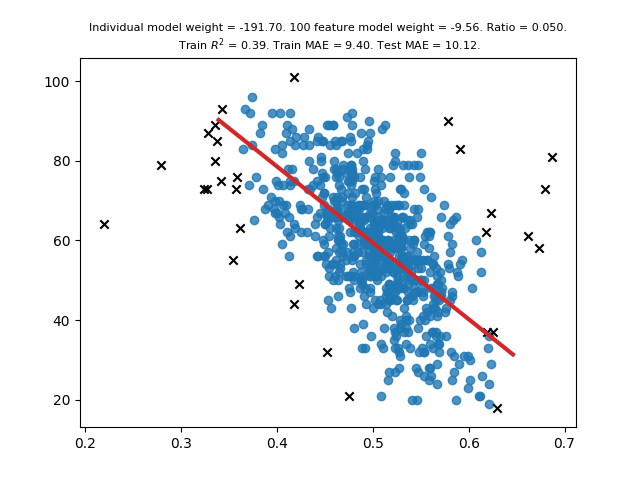 Individual model weight = -191.70. 100 feature model weight = -9.56. Ratio = 0.050.
Train R² = 0.39. Train MAE = 9.40. Test MAE = 10.12.
100
80
60
40
20
0.2 0.3 0.4 0.5 0.6 0.7